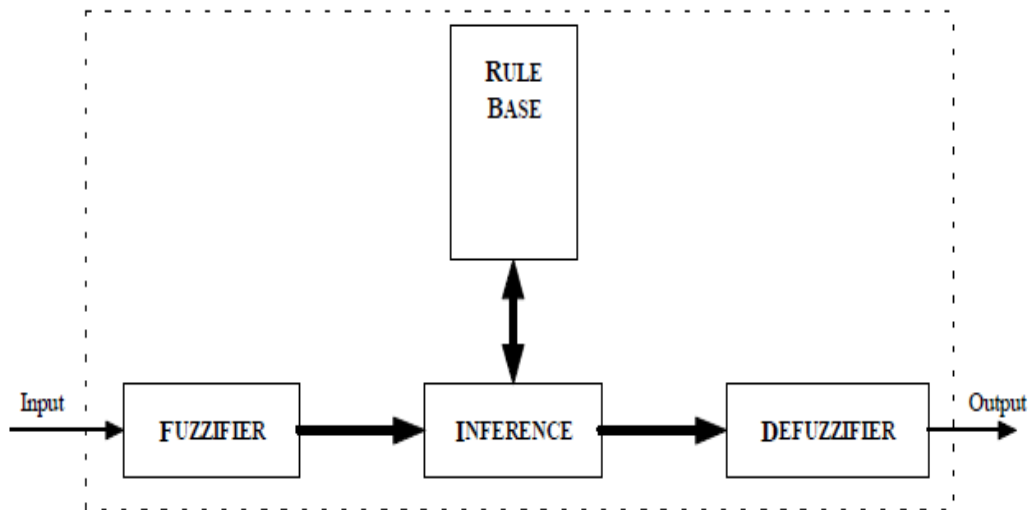 RULE
BASE
Input
FUZZIFIER
INFERENCE
DEFUZZIFIER
Output